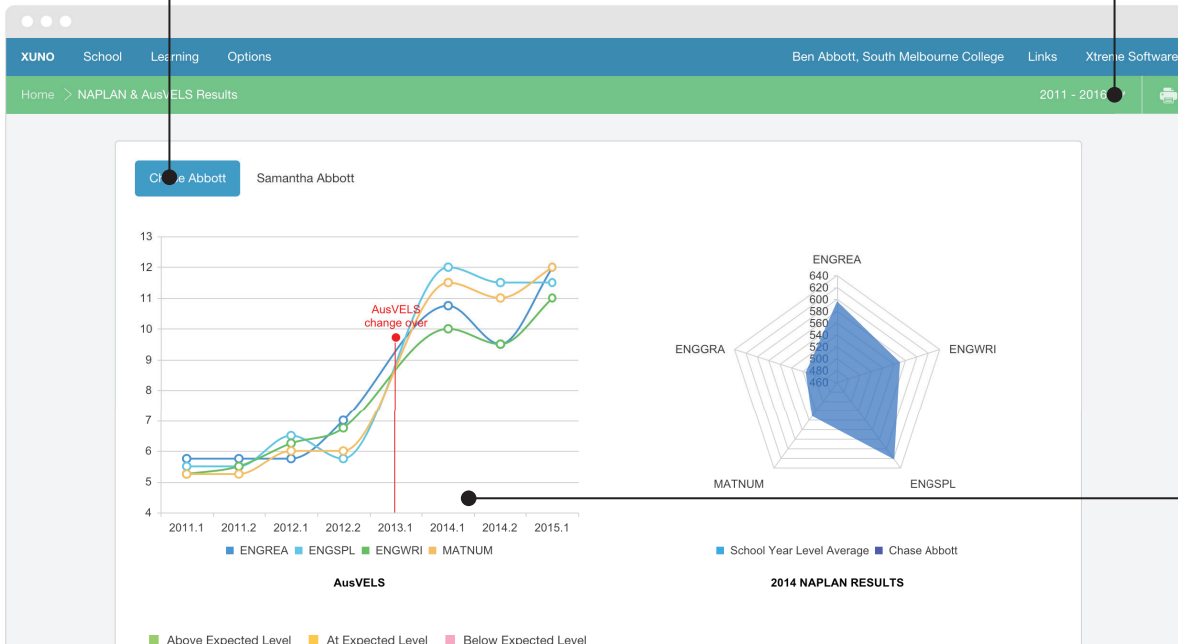 XUNO School Learning Options Ben Abbott, South Melbourne College Links Xtreme Software
Home > NAPLAN & AusVELS Results 2011 - 2016
Chase Abbott Samantha Abbott
13
12
11
10
9
8
7
6
5
4
AusVELS
change over
2011.1 2011.2 2012.1 2012.2 2013.1 2014.1 2014.2 2015.1
ENGREA ENGSPL ENGWRI MATNUM
AusVELS
ENGREA
640
620
600
580
560
540
520
500
480
460
ENGGRA ENGWRI
MATNUM ENGSPL
School Year Level Average Chase Abbott
2014 NAPLAN RESULTS
Above Expected Level At Expected Level Below Expected Level